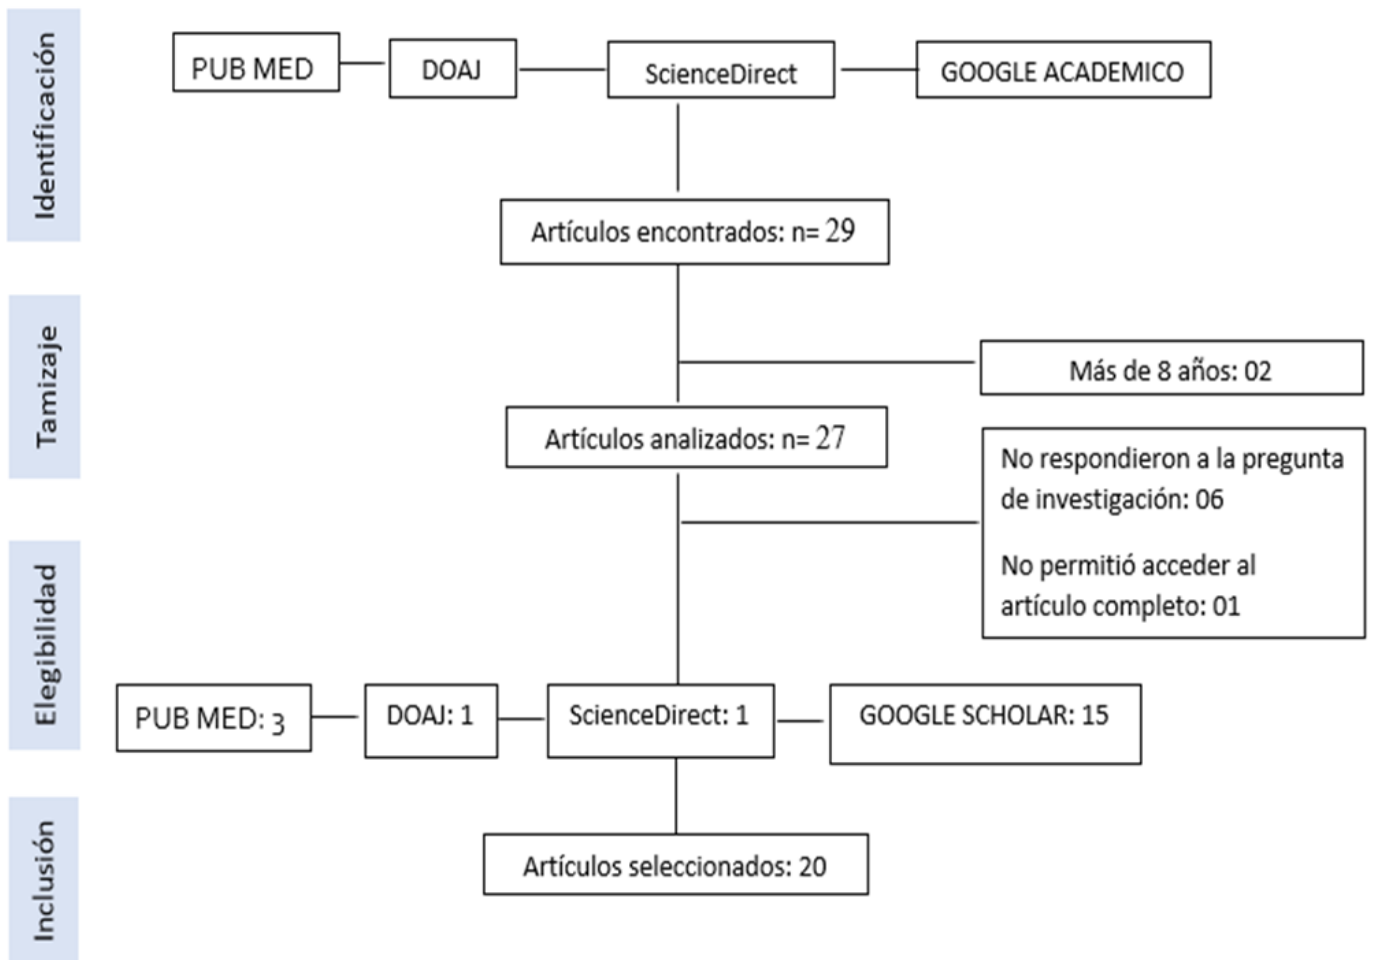 Identificación
PUB MED
DOAJ
ScienceDirect
GOOGLE ACADEMICO
Artículos encontrados: n= 29
Tamizaje
Más de 8 años: 02
Artículos analizados: n= 27
No respondieron a la pregunta
de investigación: 06
No permitió acceder al
artículo completo: 01
Elegibilidad
PUB MED: 3
DOAJ: 1
ScienceDirect: 1
GOOGLE SCHOLAR: 15
Inclusión
Artículos seleccionados: 20